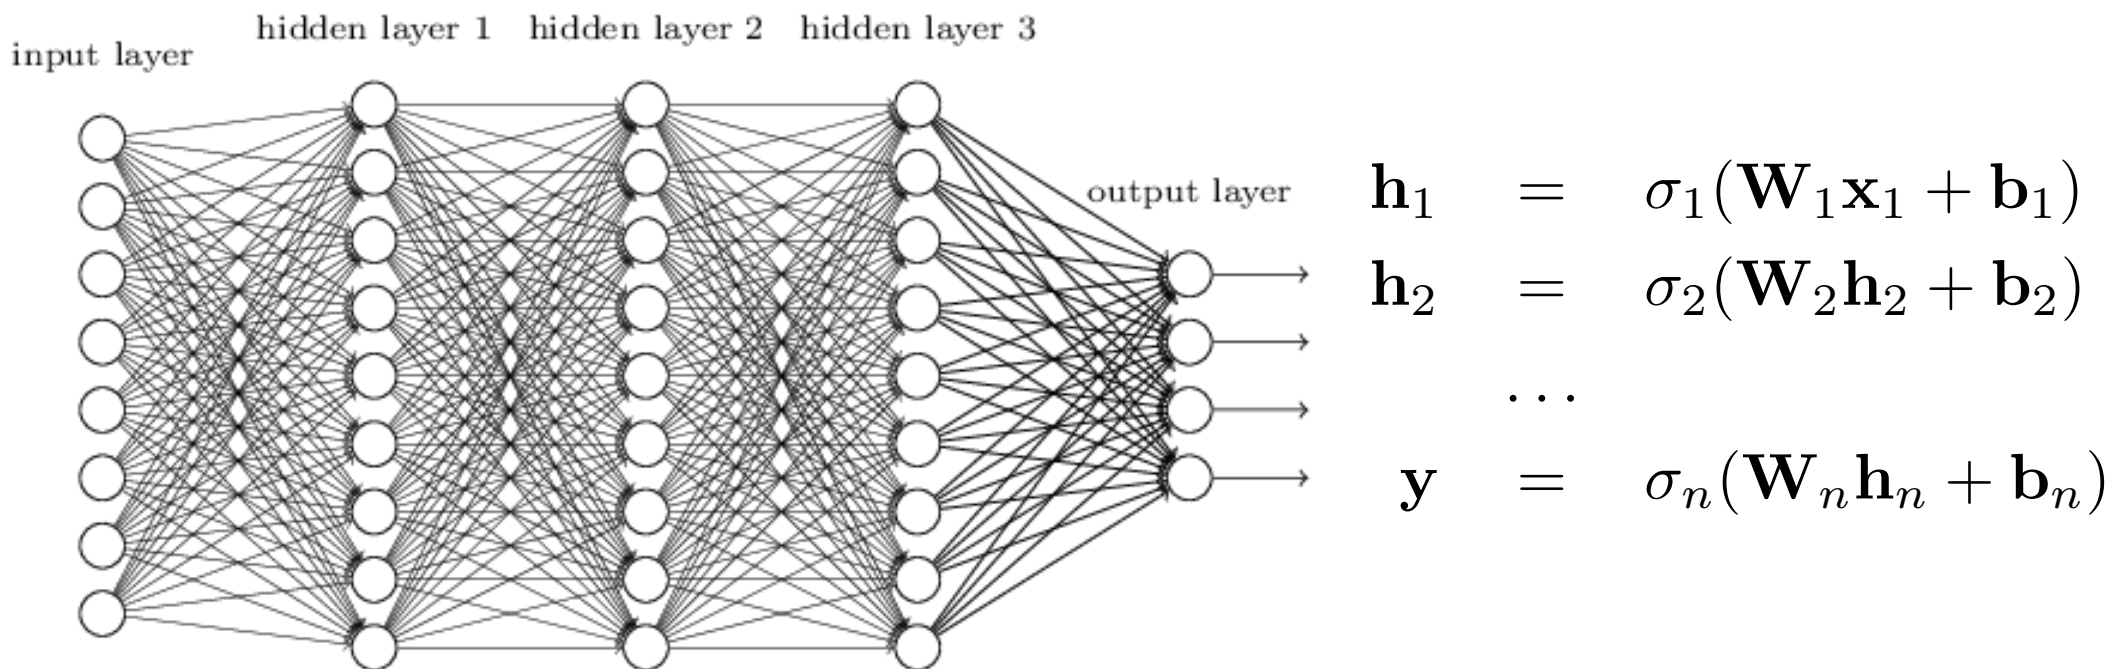 input layer
hidden layer 1
hidden layer 2
hidden layer 3
output layer
h₁ = σ₁(W₁x₁ + b₁)
h₂ = σ₂(W₂h₂ + b₂)
...
y = σₙ(Wₙhₙ + bₙ)